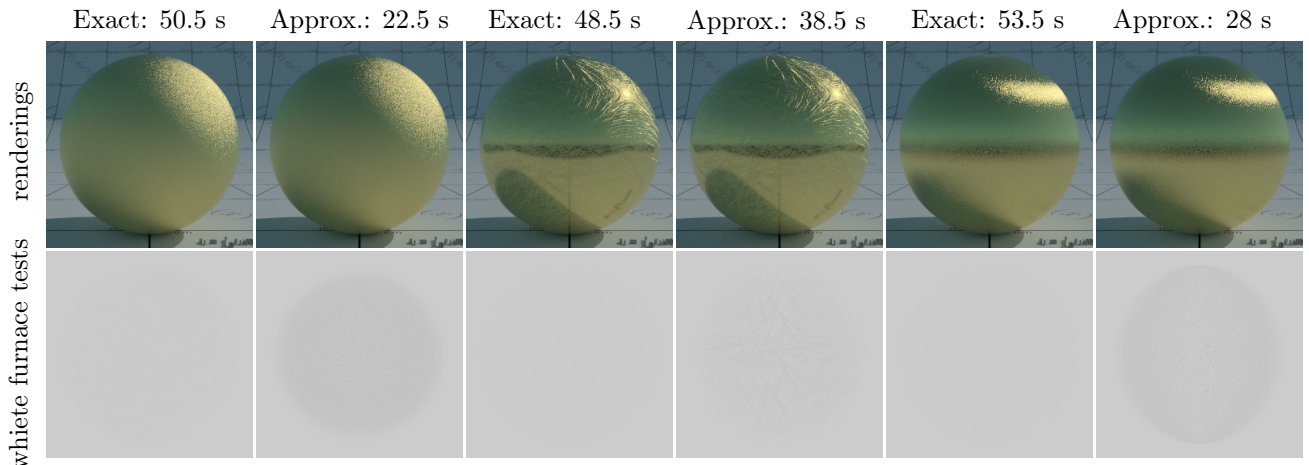 Exact: 50.5 s
Approx.: 22.5 s
Exact: 48.5 s
Approx.: 38.5 s
Exact: 53.5 s
Approx.: 28 s
renderings
whiete furnace tests